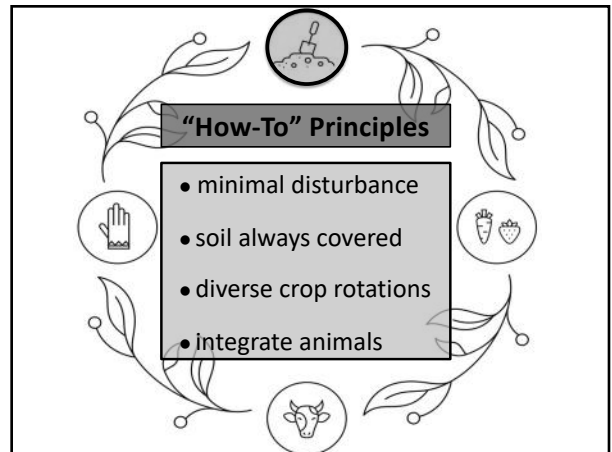 “How-To” Principles
• minimal disturbance
• soil always covered
• diverse crop rotations
• integrate animals